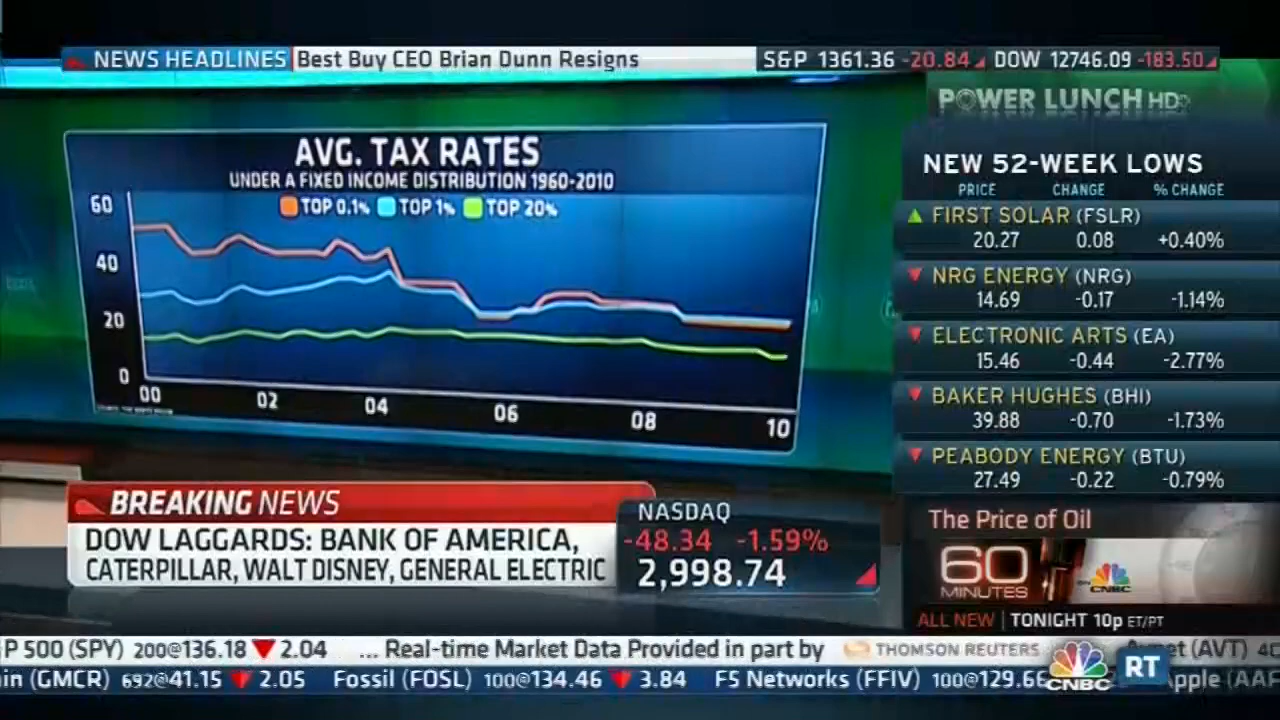 NEWS HEADLINES
Best Buy CEO Brian Dunn Resigns
S&P 1361.36 -20.84 DOW 12746.09 -183.50
POWER LUNCH HD
AVG. TAX RATES
UNDER A FIXED INCOME DISTRIBUTION 1960-2010
TOP 0.1% TOP 1% TOP 20%
60
40
20
0
00 02 04 06 08 10
NEW 52-WEEK LOWS
PRICE CHANGE % CHANGE
FIRST SOLAR (FSLR)
20.27 0.08 +0.40%
NRG ENERGY (NRG)
14.69 -0.17 -1.14%
ELECTRONIC ARTS (EA)
15.46 -0.44 -2.77%
BAKER HUGHES (BHI)
39.88 -0.70 -1.73%
PEABODY ENERGY (BTU)
27.49 -0.22 -0.79%
BREAKING NEWS
DOW LAGGARDS: BANK OF AMERICA,
CATERPILLAR, WALT DISNEY, GENERAL ELECTRIC
NASDAQ
-48.34 -1.59%
2,998.74
The Price of Oil
60
MINUTES
ON CNBC
ALL NEW TONIGHT 10p ET/PT
P 500 (SPY) 200@136.18 2.04 ... Real-time Market Data Provided in part by THOMSON REUTERS (AVT)
in (GMCR) 692@41.15 2.05 Fossil (FOSL) 100@134.46 3.84 F5 Networks (FFIV) 100@129.66 Apple (AA
CNBC
RT